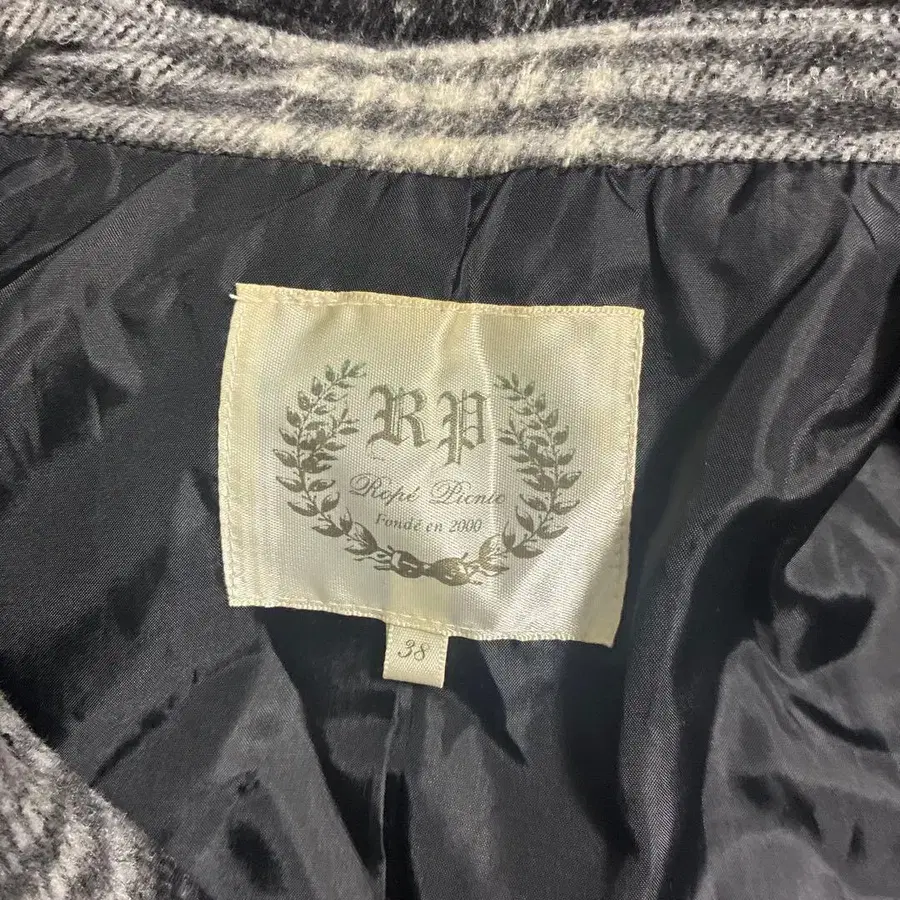 RP
Ropé Picnic
Fondé en 2000
38